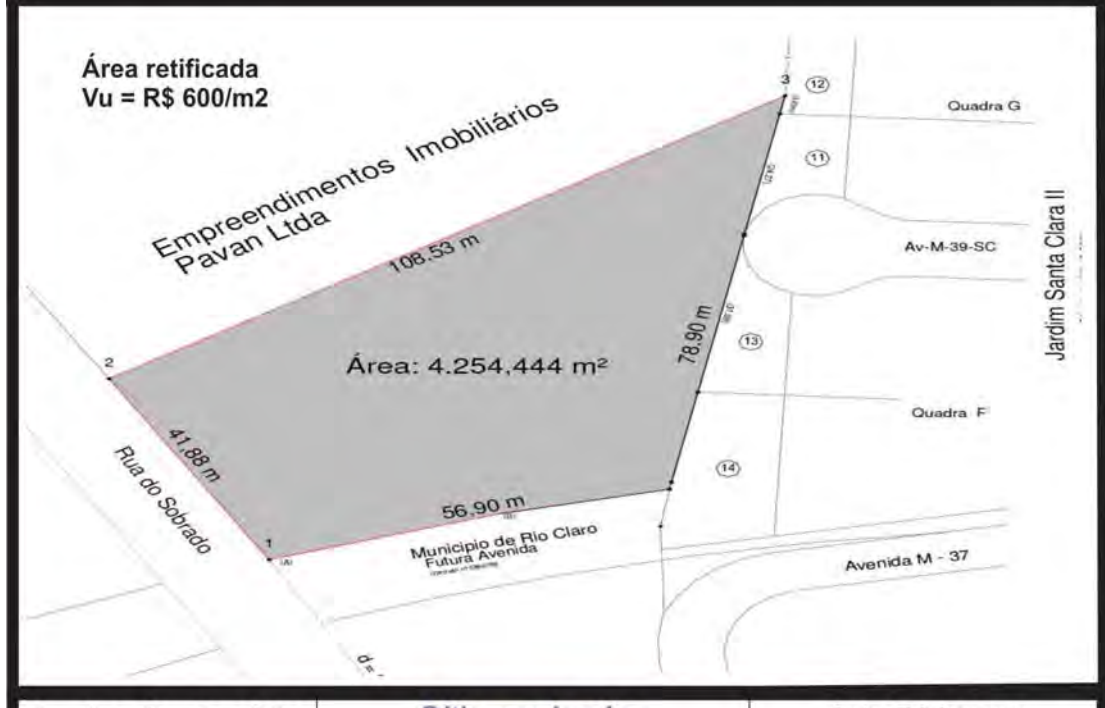 Área retificada
Vu = R$ 600/m2
Empreendimentos Imobiliários
Pavan Ltda
108.53 m
3
12
Quadra G
11
Av-M-39-SC
Jardim Santa Clara II
78.90 m
13
Área: 4.254,444 m²
2
41.88 m
Rua do Sobrado
Quadra F
14
56.90 m
1
(A)
Municipio de Rio Claro
Futura Avenida
Avenida M - 37
d =